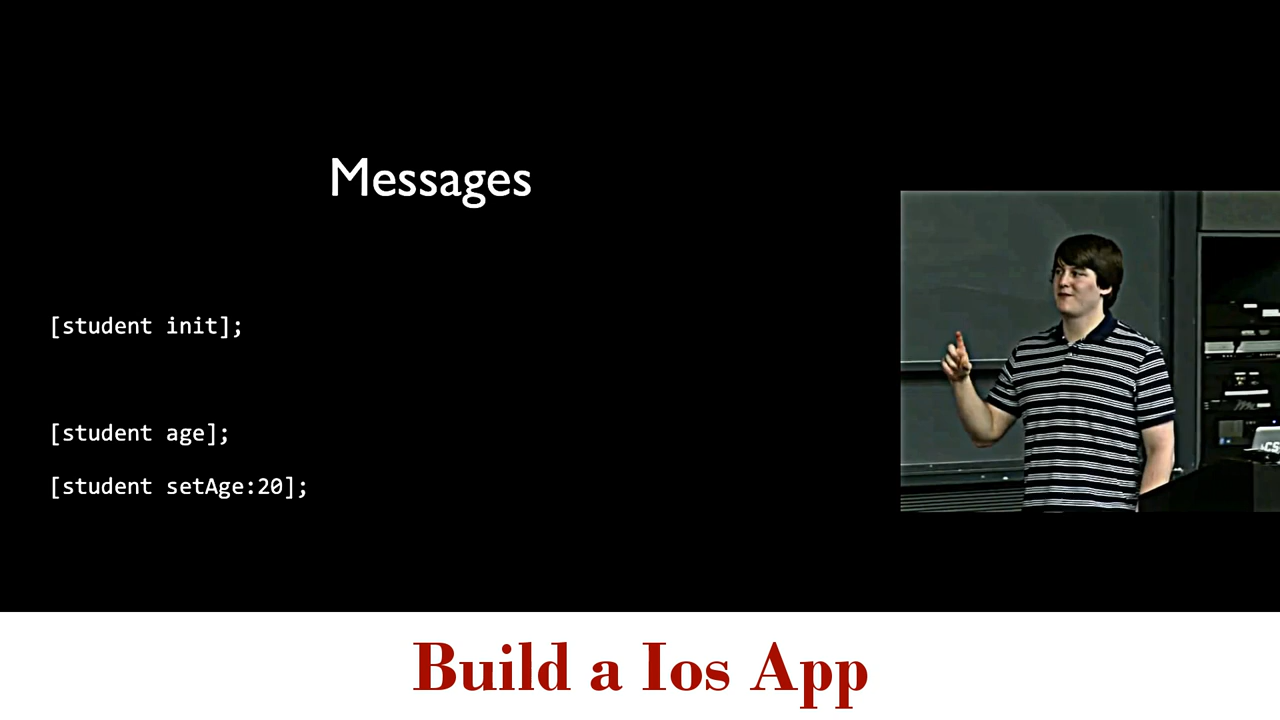 Messages
[student init];
[student age];
[student setAge:20];
Build a Ios App